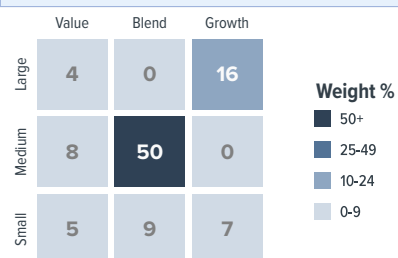 Value Blend Growth
Large 4 0 16
Medium 8 50 0
Small 5 9 7
Weight %
50+
25-49
10-24
0-9